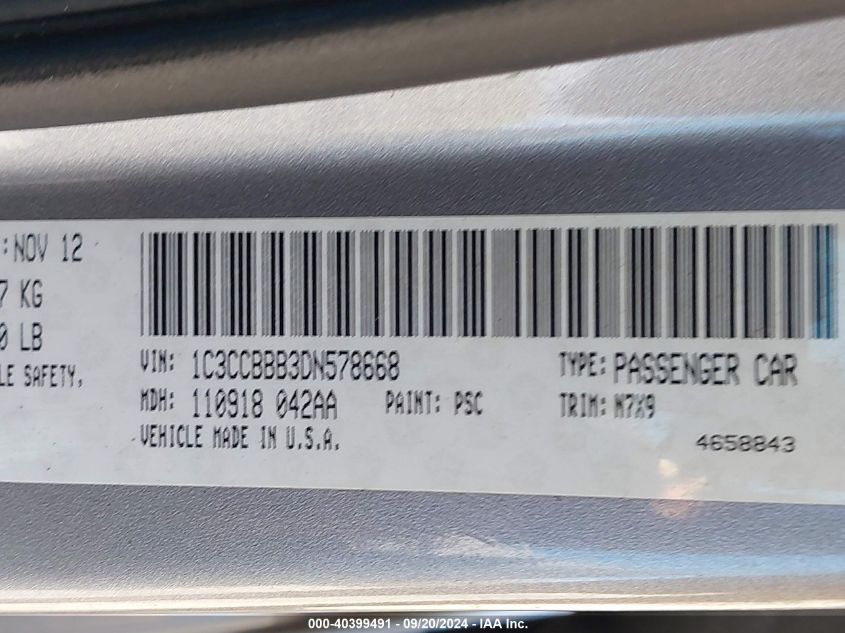 :NOV 12
7 KG
0 LB
LE SAFETY,
VIN: 1C3CCBBB3DN578668
TYPE: PASSENGER CAR
MDH: 110918 042AA
PAINT: PSC
TRIM: N7X9
VEHICLE MADE IN U.S.A.
4658843
000-40399491 - 09/20/2024 - IAA Inc.